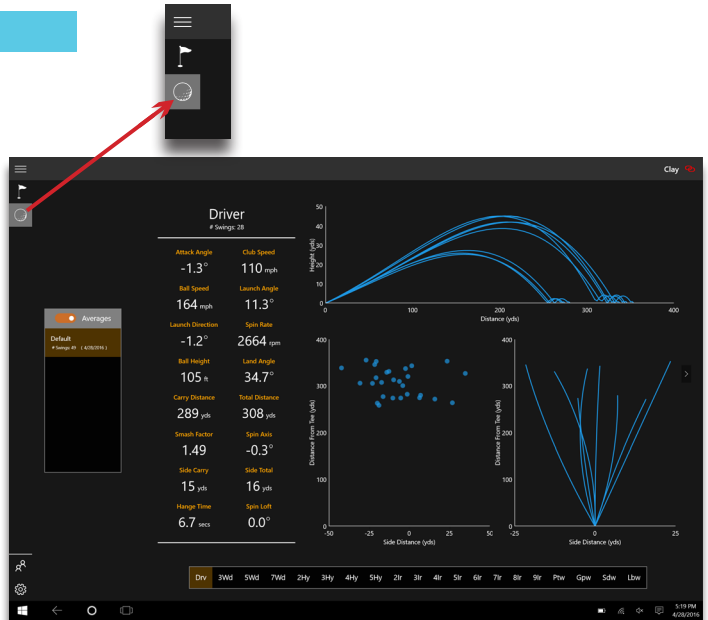 Clay
Driver
# Swings: 28
Attack Angle Club Speed
-1.3° 110 mph
Ball Speed Launch Angle
164 mph 11.3°
Launch Direction Spin Rate
-1.2° 2664 rpm
Ball Height Land Angle
105 ft 34.7°
Carry Distance Total Distance
289 yds 308 yds
Smash Factor Spin Axis
1.49 -0.3°
Side Carry Side Total
15 yds 16 yds
Hange Time Spin Loft
6.7 secs 0.0°
Averages
Default
# Swings: 49 ( 4/28/2016 )
Height (yds)
50
40
30
20
10
0
0 100 200 300 400
Distance (yds)
Distance From Tee (yds)
400
300
200
100
0
-50 -25 0 25 50
Side Distance (yds)
Distance From Tee (yds)
400
300
200
100
0
-25 0 25
Side Distance (yds)
Drv 3Wd 5Wd 7Wd 2Hy 3Hy 4Hy 5Hy 2Ir 3Ir 4Ir 5Ir 6Ir 7Ir 8Ir 9Ir Ptw Gpw Sdw Lbw
5:19 PM
4/28/2016